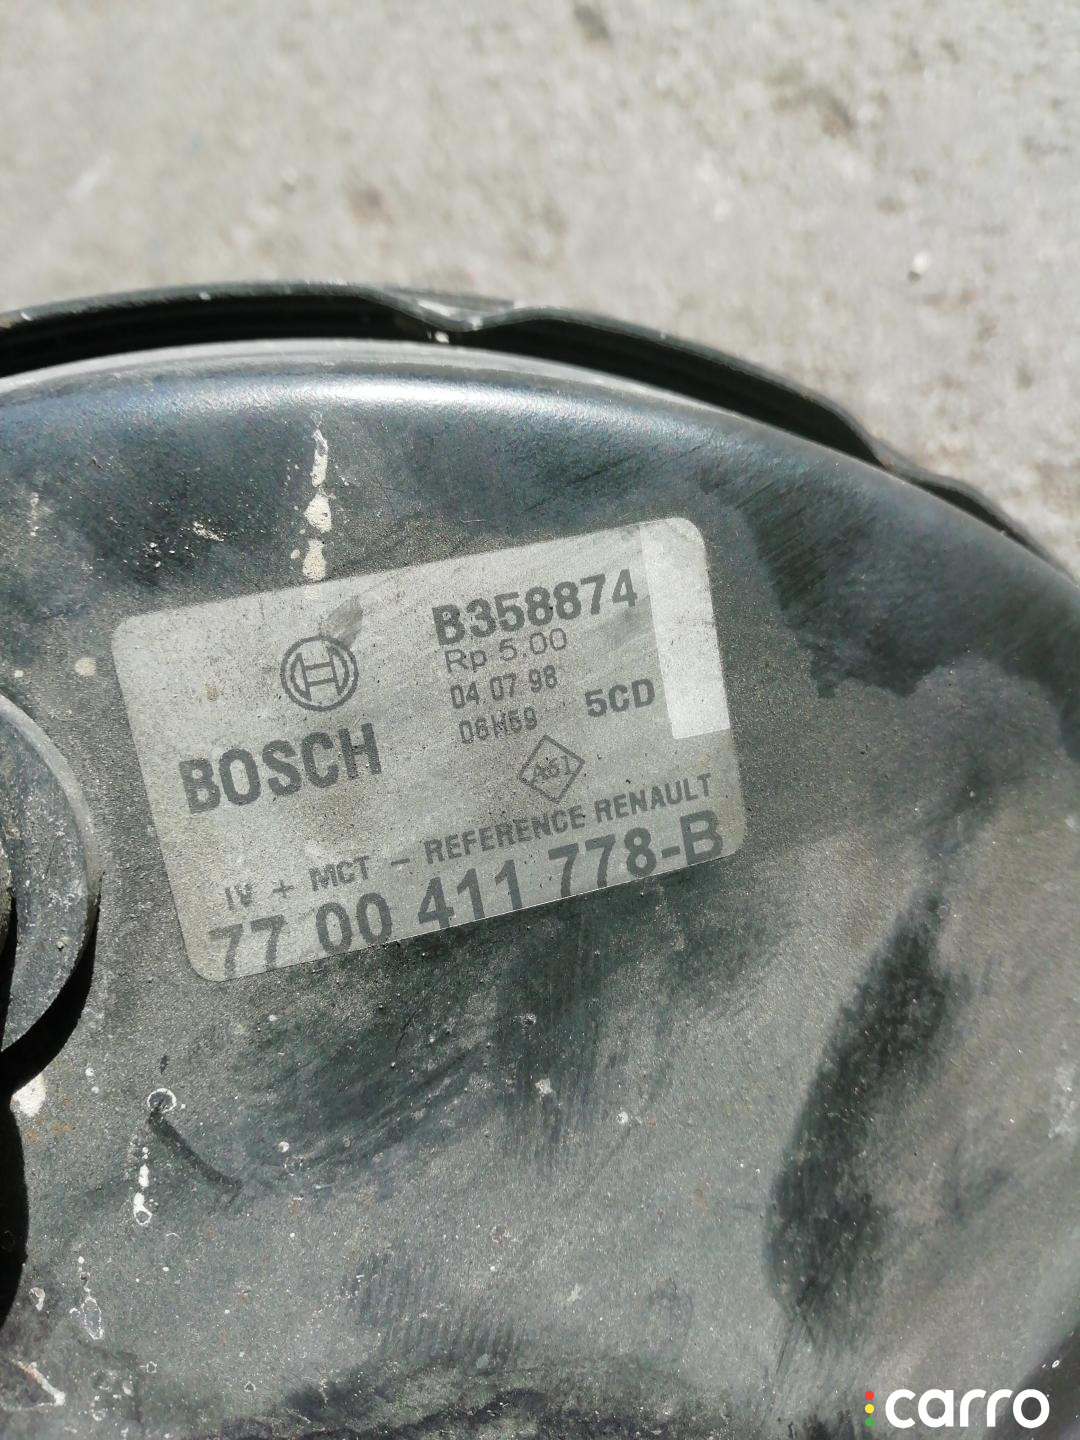 B358874
Rp 5.00
04 07 98
06H59 5CD
BOSCH
A61
IV + MCT - REFERENCE RENAULT
77 00 411 778-B
carro